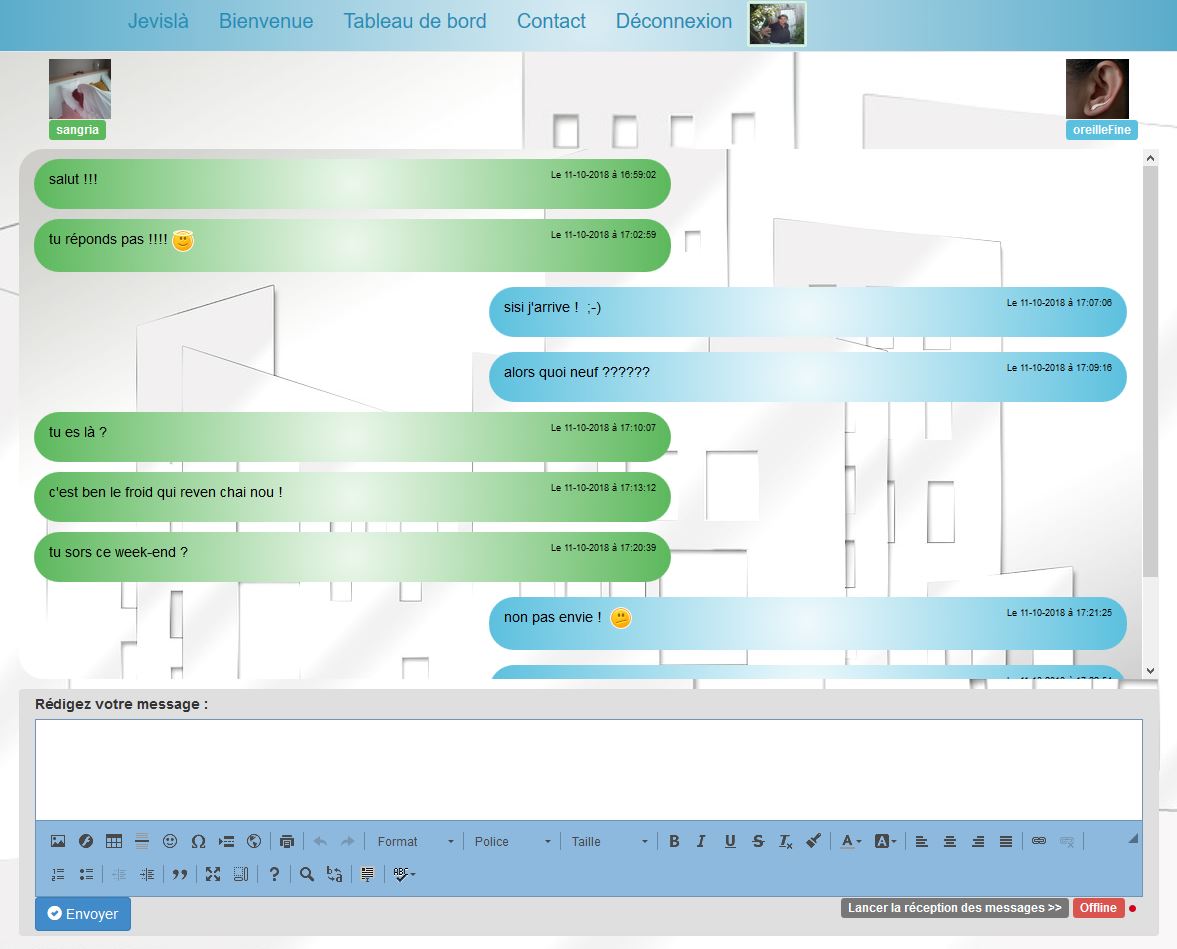 Jevislà Bienvenue Tableau de bord Contact Déconnexion
sangria
oreilleFine
salut !!! Le 11-10-2018 à 16:59:02
tu réponds pas !!!! Le 11-10-2018 à 17:02:59
sisi j'arrive ! ;-) Le 11-10-2018 à 17:07:06
alors quoi neuf ?????? Le 11-10-2018 à 17:09:16
tu es là ? Le 11-10-2018 à 17:10:07
c'est ben le froid qui reven chai nou ! Le 11-10-2018 à 17:13:12
tu sors ce week-end ? Le 11-10-2018 à 17:20:39
non pas envie ! Le 11-10-2018 à 17:21:25
Rédigez votre message :
Format Police Taille B I U S Tx A A
? ABC
Envoyer
Lancer la réception des messages >> Offline